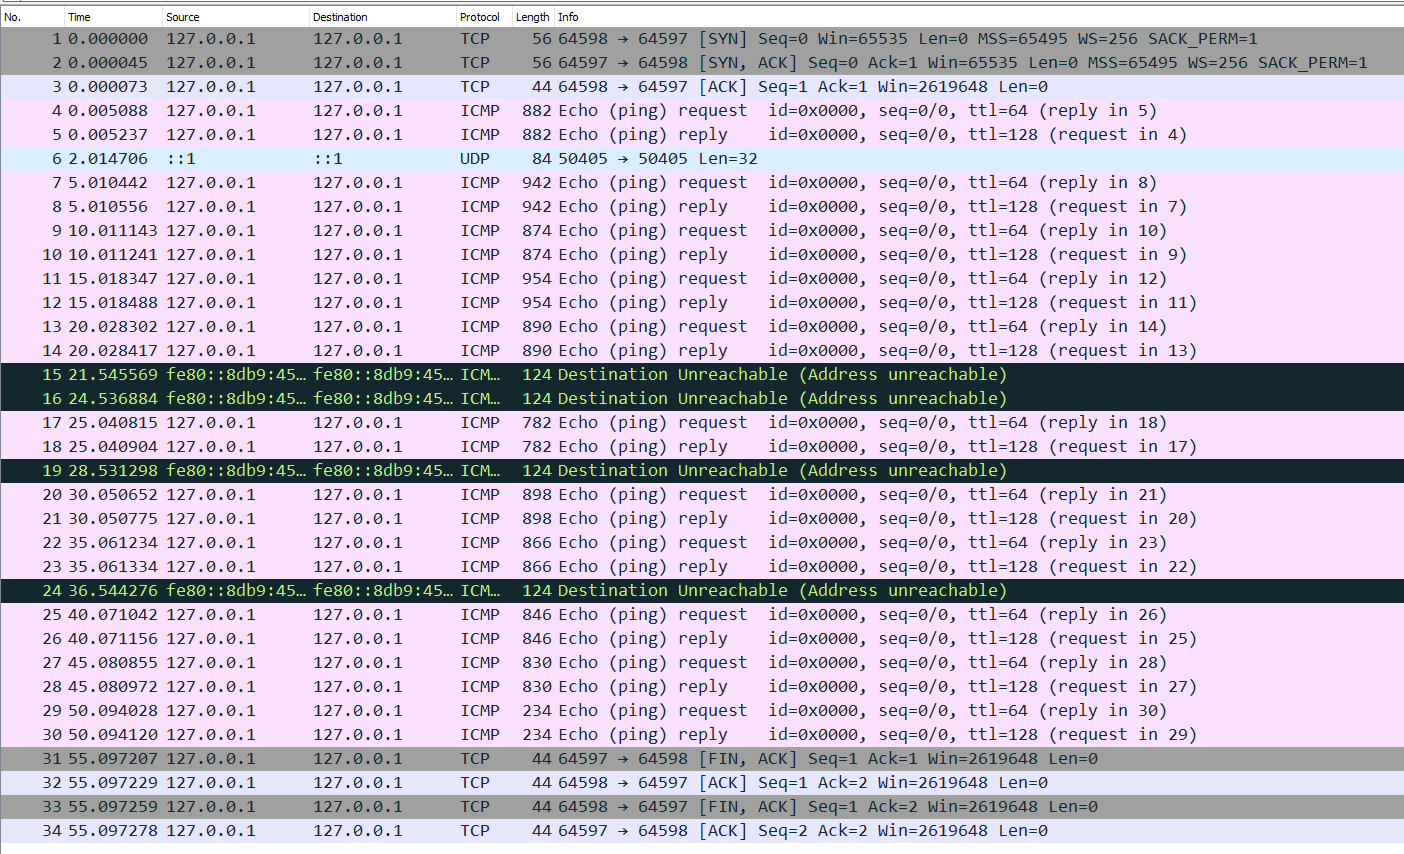 No. Time Source Destination Protocol Length Info
1 0.000000 127.0.0.1 127.0.0.1 TCP 56 64598 → 64597 [SYN] Seq=0 Win=65535 Len=0 MSS=65495 WS=256 SACK_PERM=1
2 0.000045 127.0.0.1 127.0.0.1 TCP 56 64597 → 64598 [SYN, ACK] Seq=0 Ack=1 Win=65535 Len=0 MSS=65495 WS=256 SACK_PERM=1
3 0.000073 127.0.0.1 127.0.0.1 TCP 44 64598 → 64597 [ACK] Seq=1 Ack=1 Win=2619648 Len=0
4 0.005088 127.0.0.1 127.0.0.1 ICMP 882 Echo (ping) request id=0x0000, seq=0/0, ttl=64 (reply in 5)
5 0.005237 127.0.0.1 127.0.0.1 ICMP 882 Echo (ping) reply id=0x0000, seq=0/0, ttl=128 (request in 4)
6 2.014706 ::1 ::1 UDP 84 50405 → 50405 Len=32
7 5.010442 127.0.0.1 127.0.0.1 ICMP 942 Echo (ping) request id=0x0000, seq=0/0, ttl=64 (reply in 8)
8 5.010556 127.0.0.1 127.0.0.1 ICMP 942 Echo (ping) reply id=0x0000, seq=0/0, ttl=128 (request in 7)
9 10.011143 127.0.0.1 127.0.0.1 ICMP 874 Echo (ping) request id=0x0000, seq=0/0, ttl=64 (reply in 10)
10 10.011241 127.0.0.1 127.0.0.1 ICMP 874 Echo (ping) reply id=0x0000, seq=0/0, ttl=128 (request in 9)
11 15.018347 127.0.0.1 127.0.0.1 ICMP 954 Echo (ping) request id=0x0000, seq=0/0, ttl=64 (reply in 12)
12 15.018488 127.0.0.1 127.0.0.1 ICMP 954 Echo (ping) reply id=0x0000, seq=0/0, ttl=128 (request in 11)
13 20.028302 127.0.0.1 127.0.0.1 ICMP 890 Echo (ping) request id=0x0000, seq=0/0, ttl=64 (reply in 14)
14 20.028417 127.0.0.1 127.0.0.1 ICMP 890 Echo (ping) reply id=0x0000, seq=0/0, ttl=128 (request in 13)
15 21.545569 fe80::8db9:45… fe80::8db9:45… ICM… 124 Destination Unreachable (Address unreachable)
16 24.536884 fe80::8db9:45… fe80::8db9:45… ICM… 124 Destination Unreachable (Address unreachable)
17 25.040815 127.0.0.1 127.0.0.1 ICMP 782 Echo (ping) request id=0x0000, seq=0/0, ttl=64 (reply in 18)
18 25.040904 127.0.0.1 127.0.0.1 ICMP 782 Echo (ping) reply id=0x0000, seq=0/0, ttl=128 (request in 17)
19 28.531298 fe80::8db9:45… fe80::8db9:45… ICM… 124 Destination Unreachable (Address unreachable)
20 30.050652 127.0.0.1 127.0.0.1 ICMP 898 Echo (ping) request id=0x0000, seq=0/0, ttl=64 (reply in 21)
21 30.050775 127.0.0.1 127.0.0.1 ICMP 898 Echo (ping) reply id=0x0000, seq=0/0, ttl=128 (request in 20)
22 35.061234 127.0.0.1 127.0.0.1 ICMP 866 Echo (ping) request id=0x0000, seq=0/0, ttl=64 (reply in 23)
23 35.061334 127.0.0.1 127.0.0.1 ICMP 866 Echo (ping) reply id=0x0000, seq=0/0, ttl=128 (request in 22)
24 36.544276 fe80::8db9:45… fe80::8db9:45… ICM… 124 Destination Unreachable (Address unreachable)
25 40.071042 127.0.0.1 127.0.0.1 ICMP 846 Echo (ping) request id=0x0000, seq=0/0, ttl=64 (reply in 26)
26 40.071156 127.0.0.1 127.0.0.1 ICMP 846 Echo (ping) reply id=0x0000, seq=0/0, ttl=128 (request in 25)
27 45.080855 127.0.0.1 127.0.0.1 ICMP 830 Echo (ping) request id=0x0000, seq=0/0, ttl=64 (reply in 28)
28 45.080972 127.0.0.1 127.0.0.1 ICMP 830 Echo (ping) reply id=0x0000, seq=0/0, ttl=128 (request in 27)
29 50.094028 127.0.0.1 127.0.0.1 ICMP 234 Echo (ping) request id=0x0000, seq=0/0, ttl=64 (reply in 30)
30 50.094120 127.0.0.1 127.0.0.1 ICMP 234 Echo (ping) reply id=0x0000, seq=0/0, ttl=128 (request in 29)
31 55.097207 127.0.0.1 127.0.0.1 TCP 44 64597 → 64598 [FIN, ACK] Seq=1 Ack=1 Win=2619648 Len=0
32 55.097229 127.0.0.1 127.0.0.1 TCP 44 64598 → 64597 [ACK] Seq=1 Ack=2 Win=2619648 Len=0
33 55.097259 127.0.0.1 127.0.0.1 TCP 44 64598 → 64597 [FIN, ACK] Seq=1 Ack=2 Win=2619648 Len=0
34 55.097278 127.0.0.1 127.0.0.1 TCP 44 64597 → 64598 [ACK] Seq=2 Ack=2 Win=2619648 Len=0